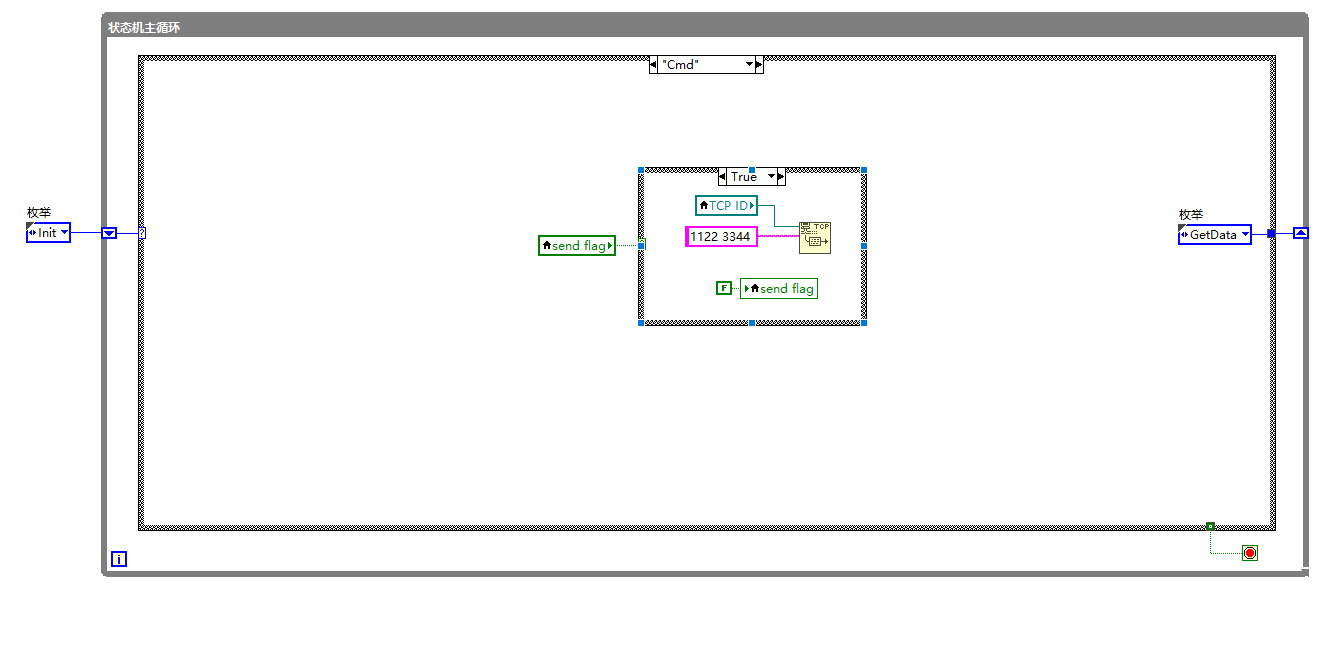 状态机主循环
"Cmd"
True
TCP ID
TCP
1122 3344
send flag
F
send flag
枚举
Init
?
枚举
GetData
i